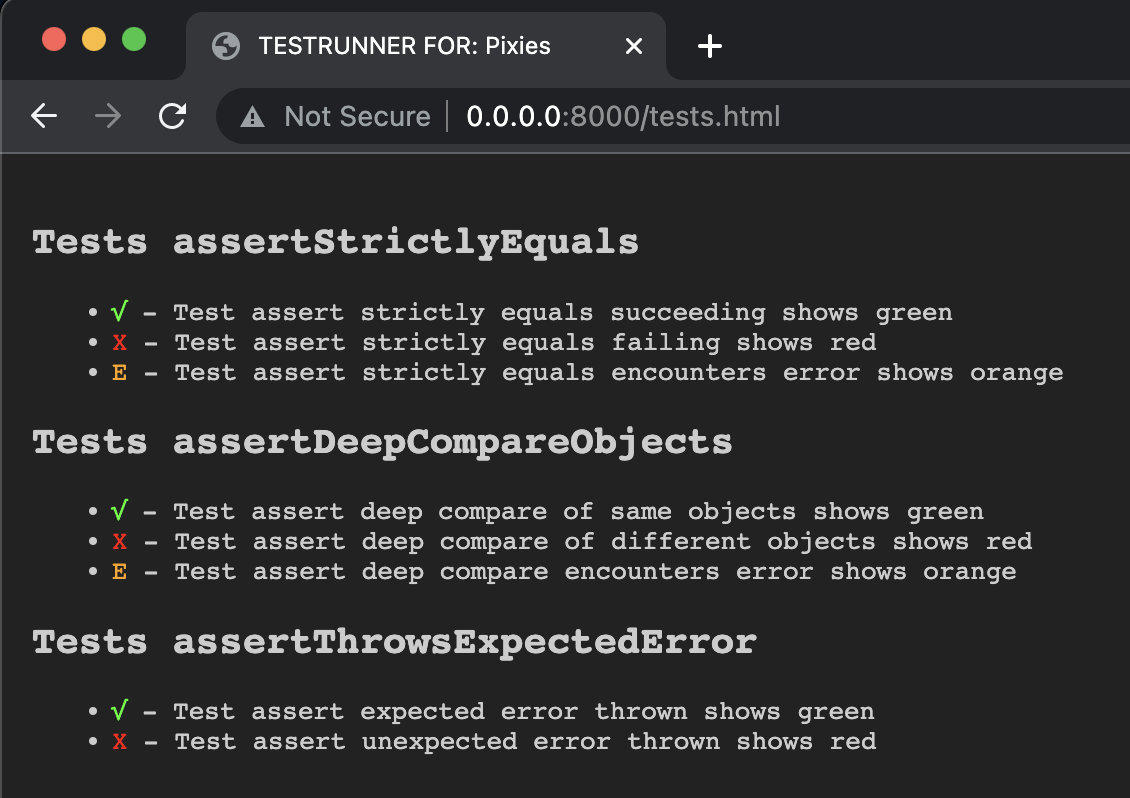 TESTRUNNER FOR: Pixies
Not Secure | 0.0.0.0:8000/tests.html
Tests assertStrictlyEquals
• √ – Test assert strictly equals succeeding shows green
• X – Test assert strictly equals failing shows red
• E – Test assert strictly equals encounters error shows orange
Tests assertDeepCompareObjects
• √ – Test assert deep compare of same objects shows green
• X – Test assert deep compare of different objects shows red
• E – Test assert deep compare encounters error shows orange
Tests assertThrowsExpectedError
• √ – Test assert expected error thrown shows green
• X – Test assert unexpected error thrown shows red